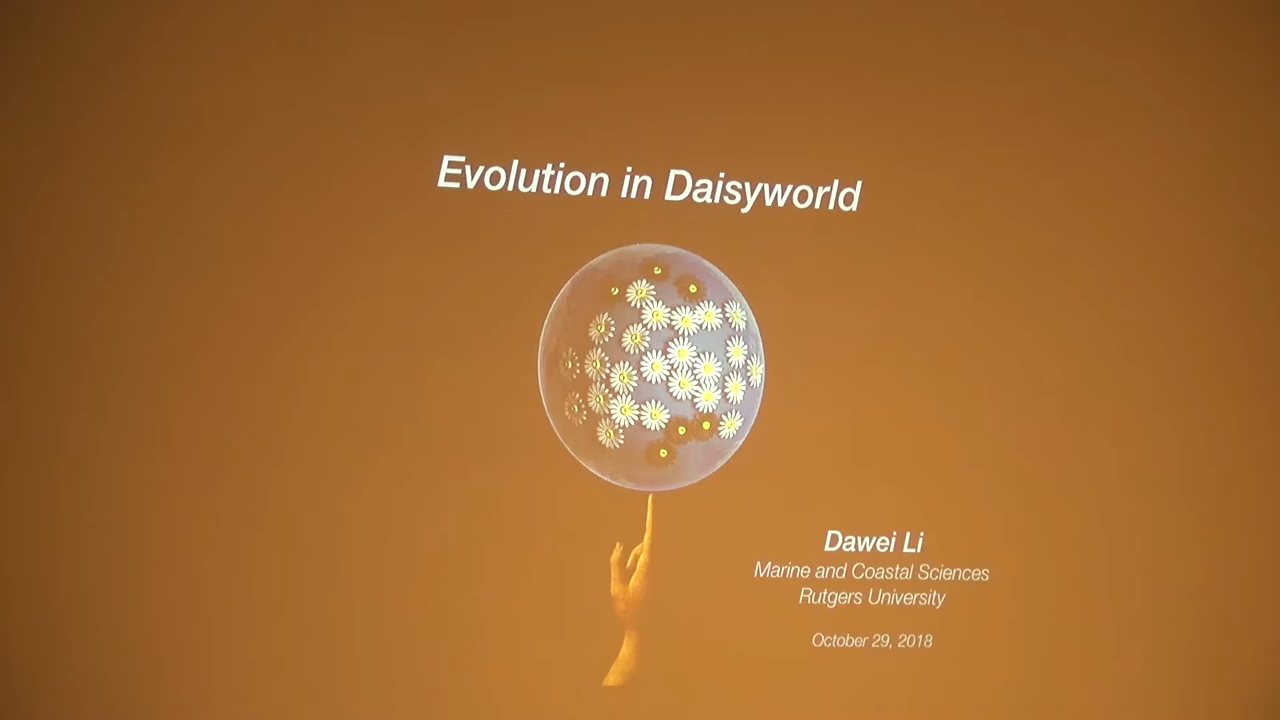 Evolution in Daisyworld
Dawei Li
Marine and Coastal Sciences
Rutgers University
October 29, 2018